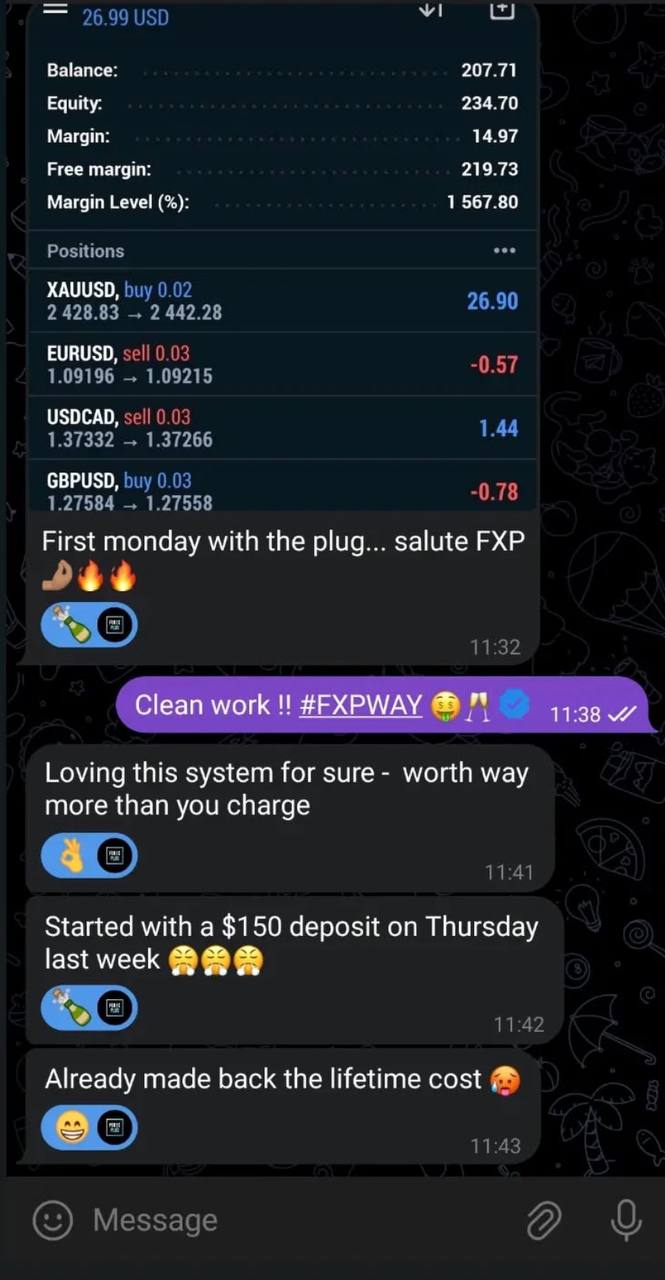 26.99 USD
Balance: 207.71
Equity: 234.70
Margin: 14.97
Free margin: 219.73
Margin Level (%): 1 567.80
Positions
XAUUSD, buy 0.02
2 428.83 → 2 442.28 26.90
EURUSD, sell 0.03
1.09196 → 1.09215 -0.57
USDCAD, sell 0.03
1.37332 → 1.37266 1.44
GBPUSD, buy 0.03
1.27584 → 1.27558 -0.78
First monday with the plug... salute FXP
🤌🏽🔥🔥
11:32
Clean work !! #FXPWAY 🤑🥂 11:38
Loving this system for sure - worth way
more than you charge
11:41
Started with a $150 deposit on Thursday
last week 😤😤😤
11:42
Already made back the lifetime cost 🥵
11:43
Message